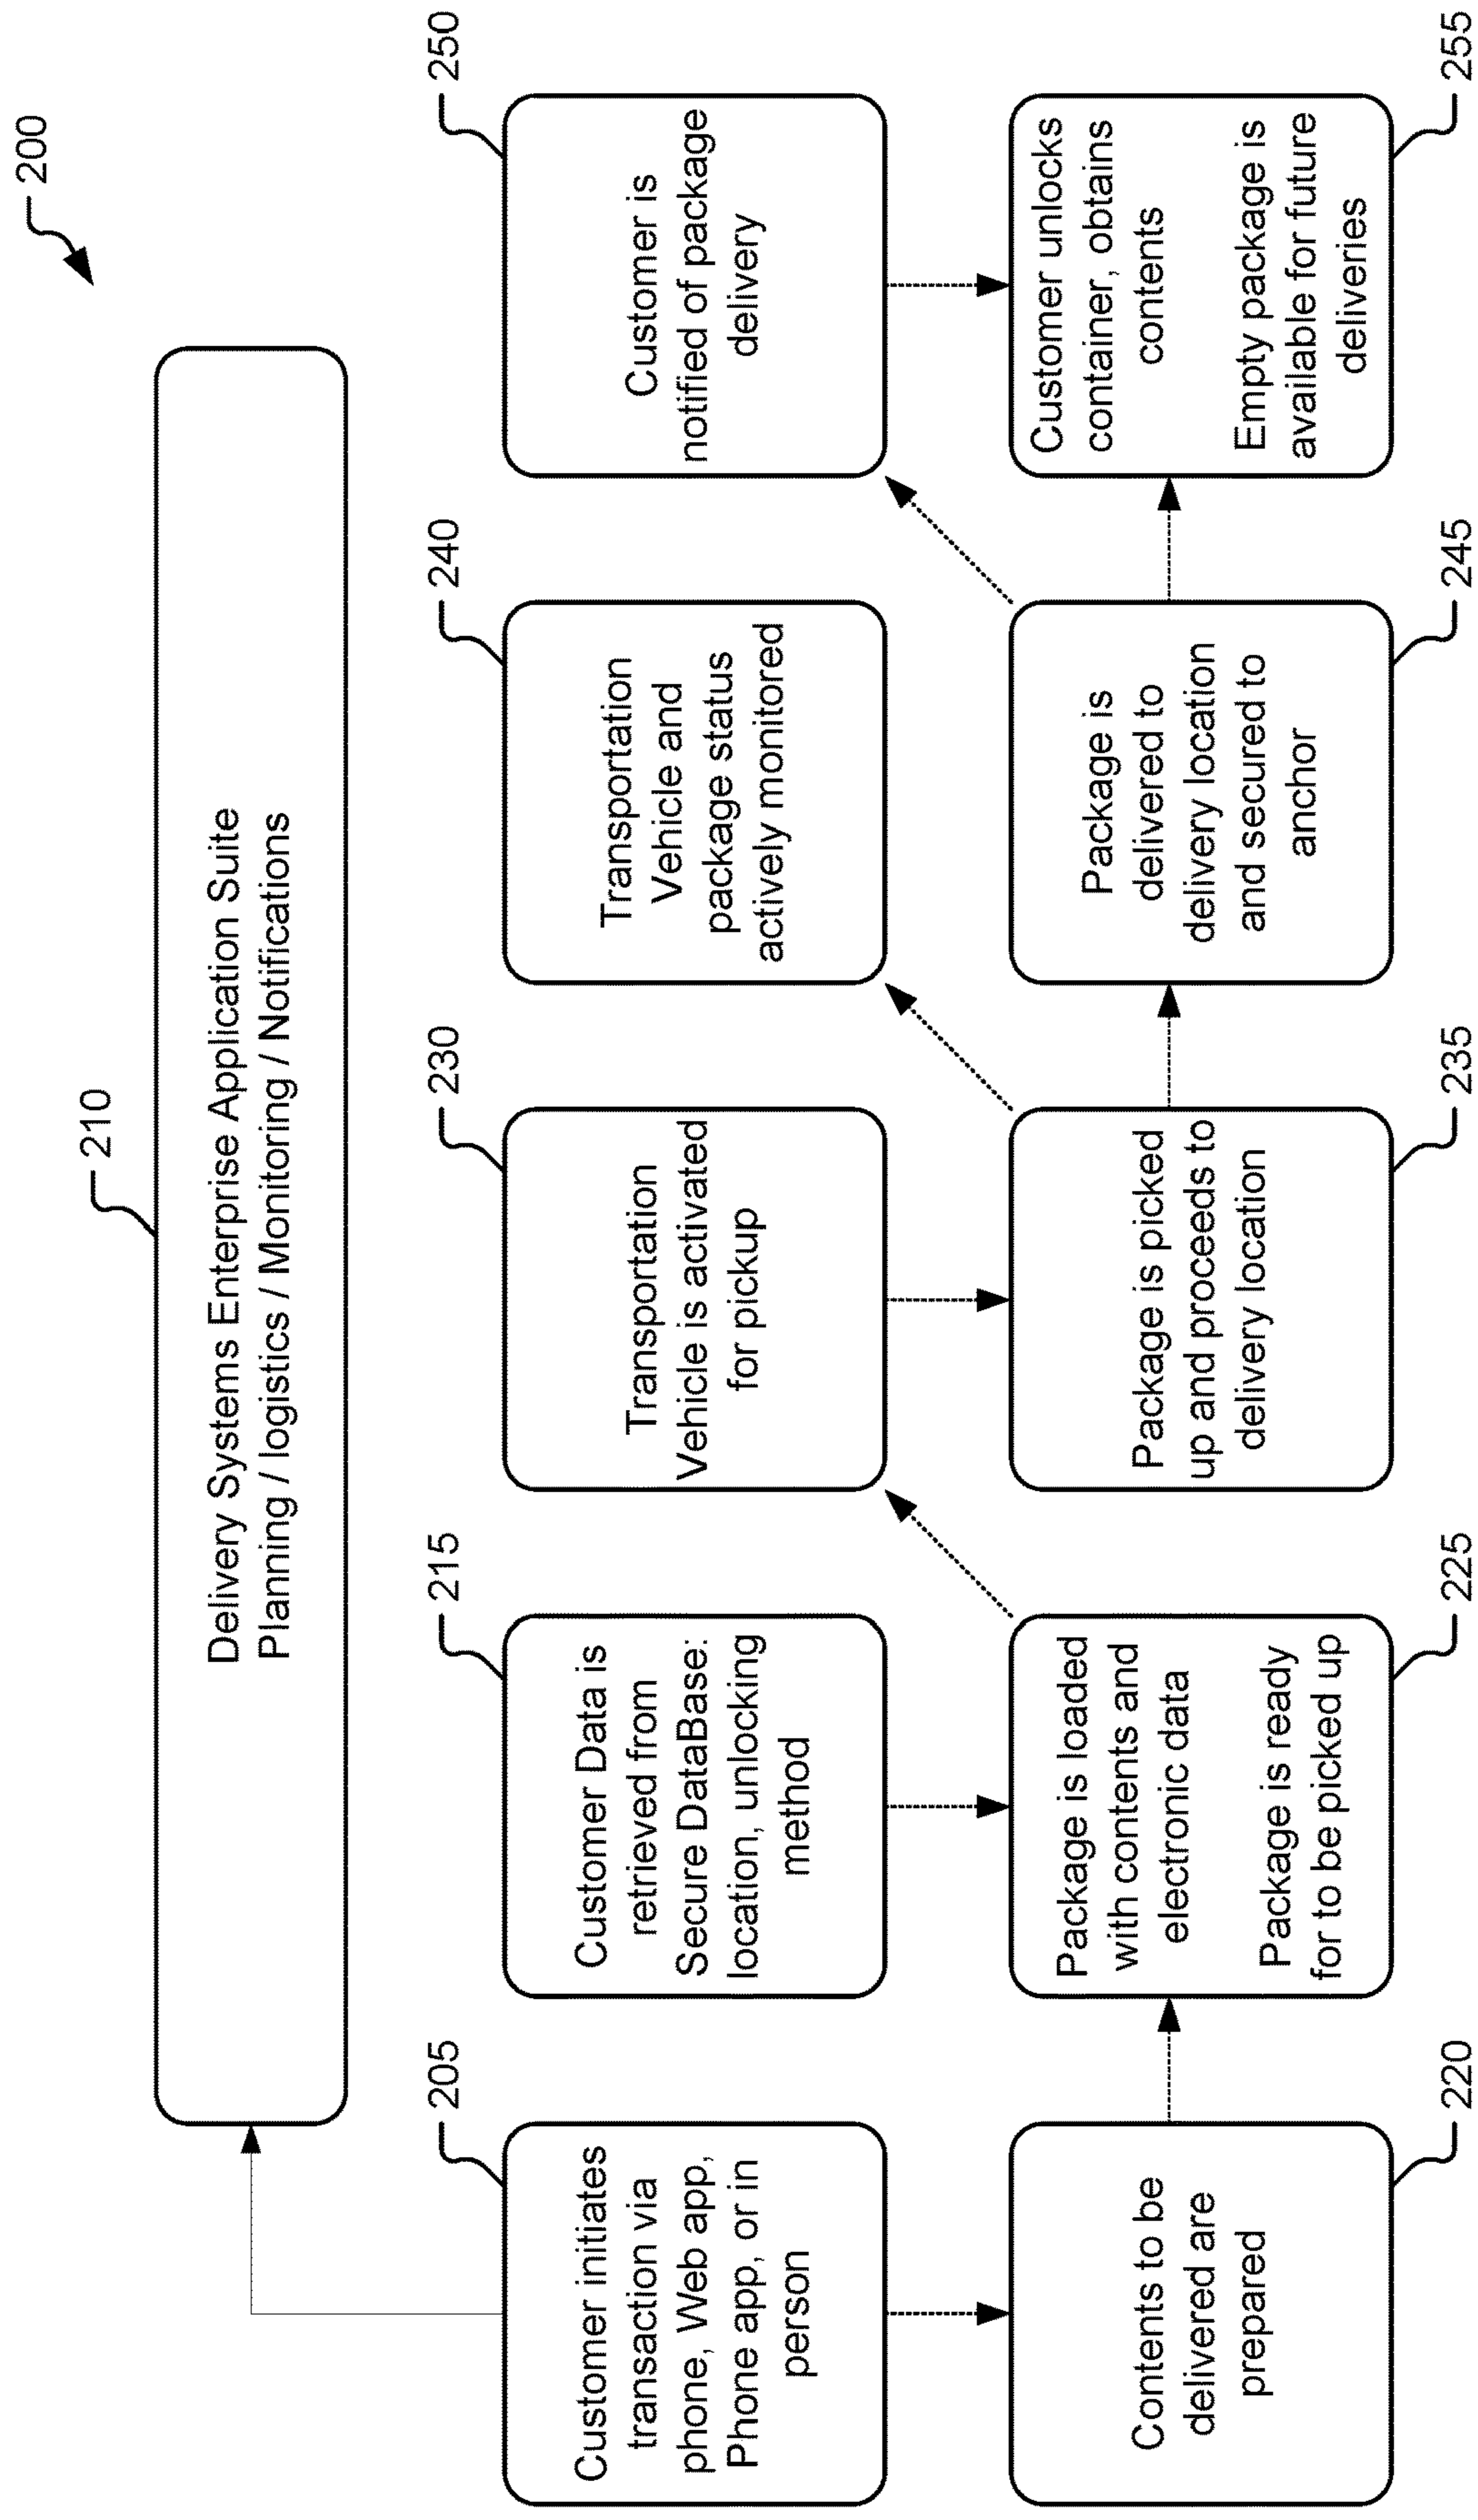 200
210
Delivery Systems Enterprise Application Suite
Planning / logistics / Monitoring / Notifications
205
Customer initiates
transaction via
phone, Web app,
Phone app, or in
person
215
Customer Data is
retrieved from
Secure DataBase:
location, unlocking
method
230
Transportation
Vehicle is activated
for pickup
240
Transportation
Vehicle and
package status
actively monitored
250
Customer is
notified of package
delivery
Contents to be
delivered are
prepared
220
Package is loaded
with contents and
electronic data
Package is ready
for to be picked up
225
Package is picked
up and proceeds to
delivery location
235
Package is
delivered to
delivery location
and secured to
anchor
245
Customer unlocks
container, obtains
contents
Empty package is
available for future
deliveries
255